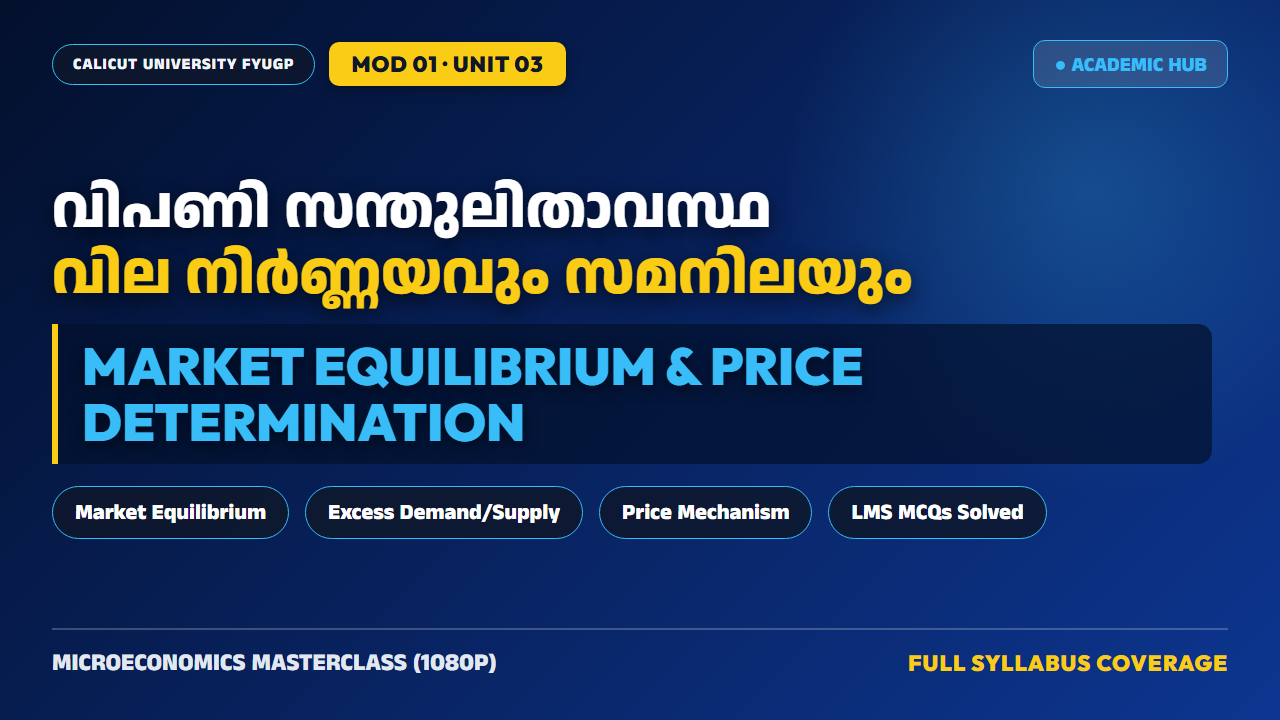 CALICUT UNIVERSITY FYUGP
MOD 01 · UNIT 03
● ACADEMIC HUB
വിപണി സന്തുലിതാവസ്ഥ
വില നിർണ്ണയവും സമനിലയും
MARKET EQUILIBRIUM & PRICE
DETERMINATION
Market Equilibrium
Excess Demand/Supply
Price Mechanism
LMS MCQs Solved
MICROECONOMICS MASTERCLASS (1080P)
FULL SYLLABUS COVERAGE